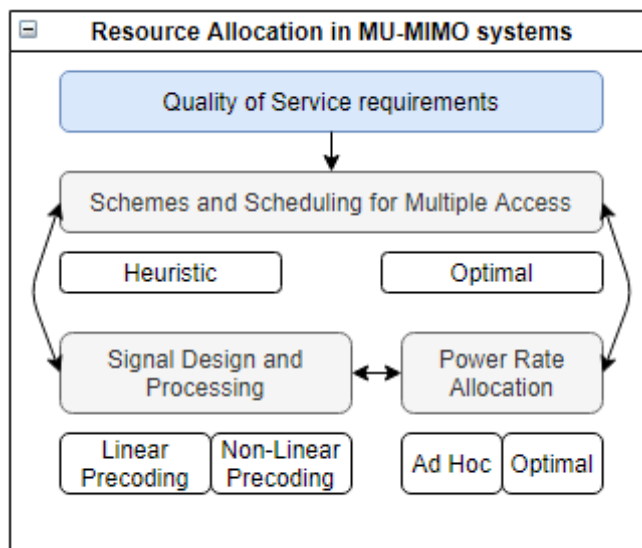 Resource Allocation in MU-MIMO systems
Quality of Service requirements
Schemes and Scheduling for Multiple Access
Heuristic
Optimal
Signal Design and
Processing
Power Rate
Allocation
Linear
Precoding
Non-Linear
Precoding
Ad Hoc
Optimal